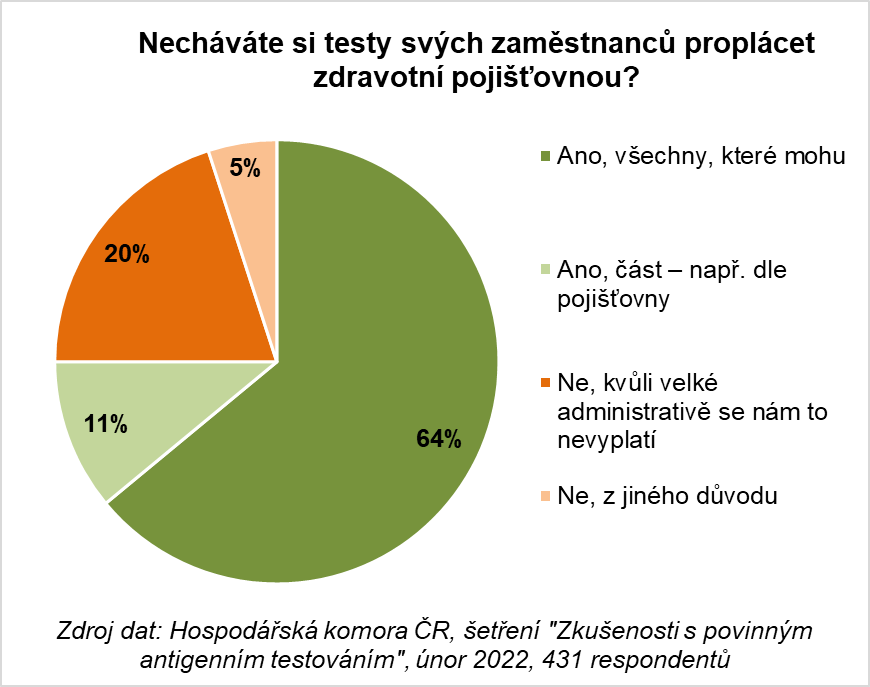 Necháváte si testy svých zaměstnanců proplácet
zdravotní pojišťovnou?
5%
20%
11%
64%
Ano, všechny, které mohu
Ano, část – např. dle
pojišťovny
Ne, kvůli velké
administrativě se nám to
nevyplatí
Ne, z jiného důvodu
Zdroj dat: Hospodářská komora ČR, šetření "Zkušenosti s povinným
antigenním testováním", únor 2022, 431 respondentů